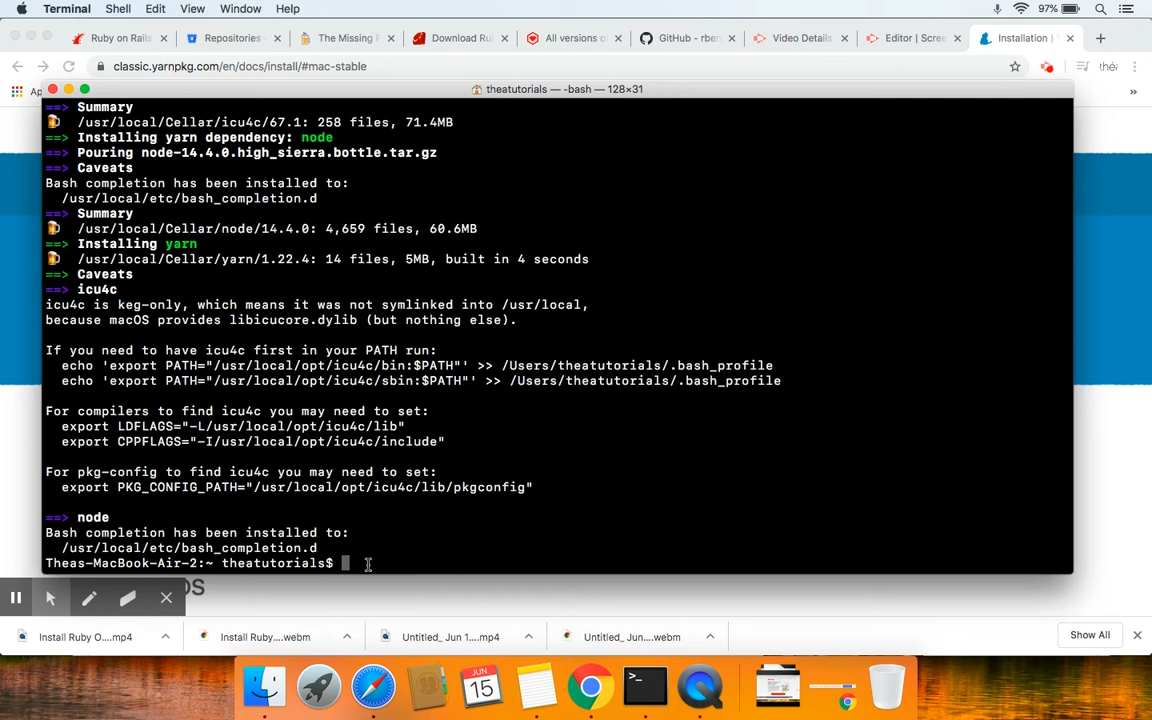 Terminal Shell Edit View Window Help 97%
Ruby on Rails Repositories - The Missing P Download Ru All versions o GitHub - rben Video Details Editor | Scree Installation | Y
classic.yarnpkg.com/en/docs/install/#mac-stable théa
Ap »
theatutorials — -bash — 128×31
==> Summary
🍺 /usr/local/Cellar/icu4c/67.1: 258 files, 71.4MB
==> Installing yarn dependency: node
==> Pouring node-14.4.0.high_sierra.bottle.tar.gz
==> Caveats
Bash completion has been installed to:
/usr/local/etc/bash_completion.d
==> Summary
🍺 /usr/local/Cellar/node/14.4.0: 4,659 files, 60.6MB
==> Installing yarn
🍺 /usr/local/Cellar/yarn/1.22.4: 14 files, 5MB, built in 4 seconds
==> Caveats
==> icu4c
icu4c is keg-only, which means it was not symlinked into /usr/local,
because macOS provides libicucore.dylib (but nothing else).
If you need to have icu4c first in your PATH run:
echo 'export PATH="/usr/local/opt/icu4c/bin:$PATH"' >> /Users/theatutorials/.bash_profile
echo 'export PATH="/usr/local/opt/icu4c/sbin:$PATH"' >> /Users/theatutorials/.bash_profile
For compilers to find icu4c you may need to set:
export LDFLAGS="-L/usr/local/opt/icu4c/lib"
export CPPFLAGS="-I/usr/local/opt/icu4c/include"
For pkg-config to find icu4c you may need to set:
export PKG_CONFIG_PATH="/usr/local/opt/icu4c/lib/pkgconfig"
==> node
Bash completion has been installed to:
/usr/local/etc/bash_completion.d
Theas-MacBook-Air-2:~ theatutorials$
OS
Install Ruby O....mp4 Install Ruby....webm Untitled_ Jun 1....mp4 Untitled_ Jun....webm Show All
JUN
15